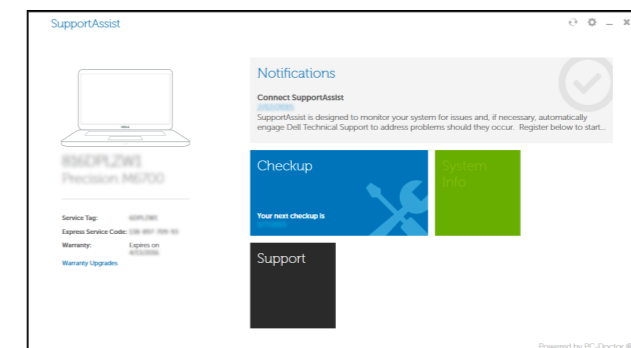 SupportAssist
Notifications
Connect SupportAssist
SupportAssist is designed to monitor your system for issues and, if necessary, automatically
engage Dell Technical Support to address problems should they occur. Register below to start...
Precision M6700
Checkup
Your next checkup is
System
Info
Service Tag:
Express Service Code:
Warranty: Expires on
Warranty Upgrades
Support
Powered by PC-Doctor ®